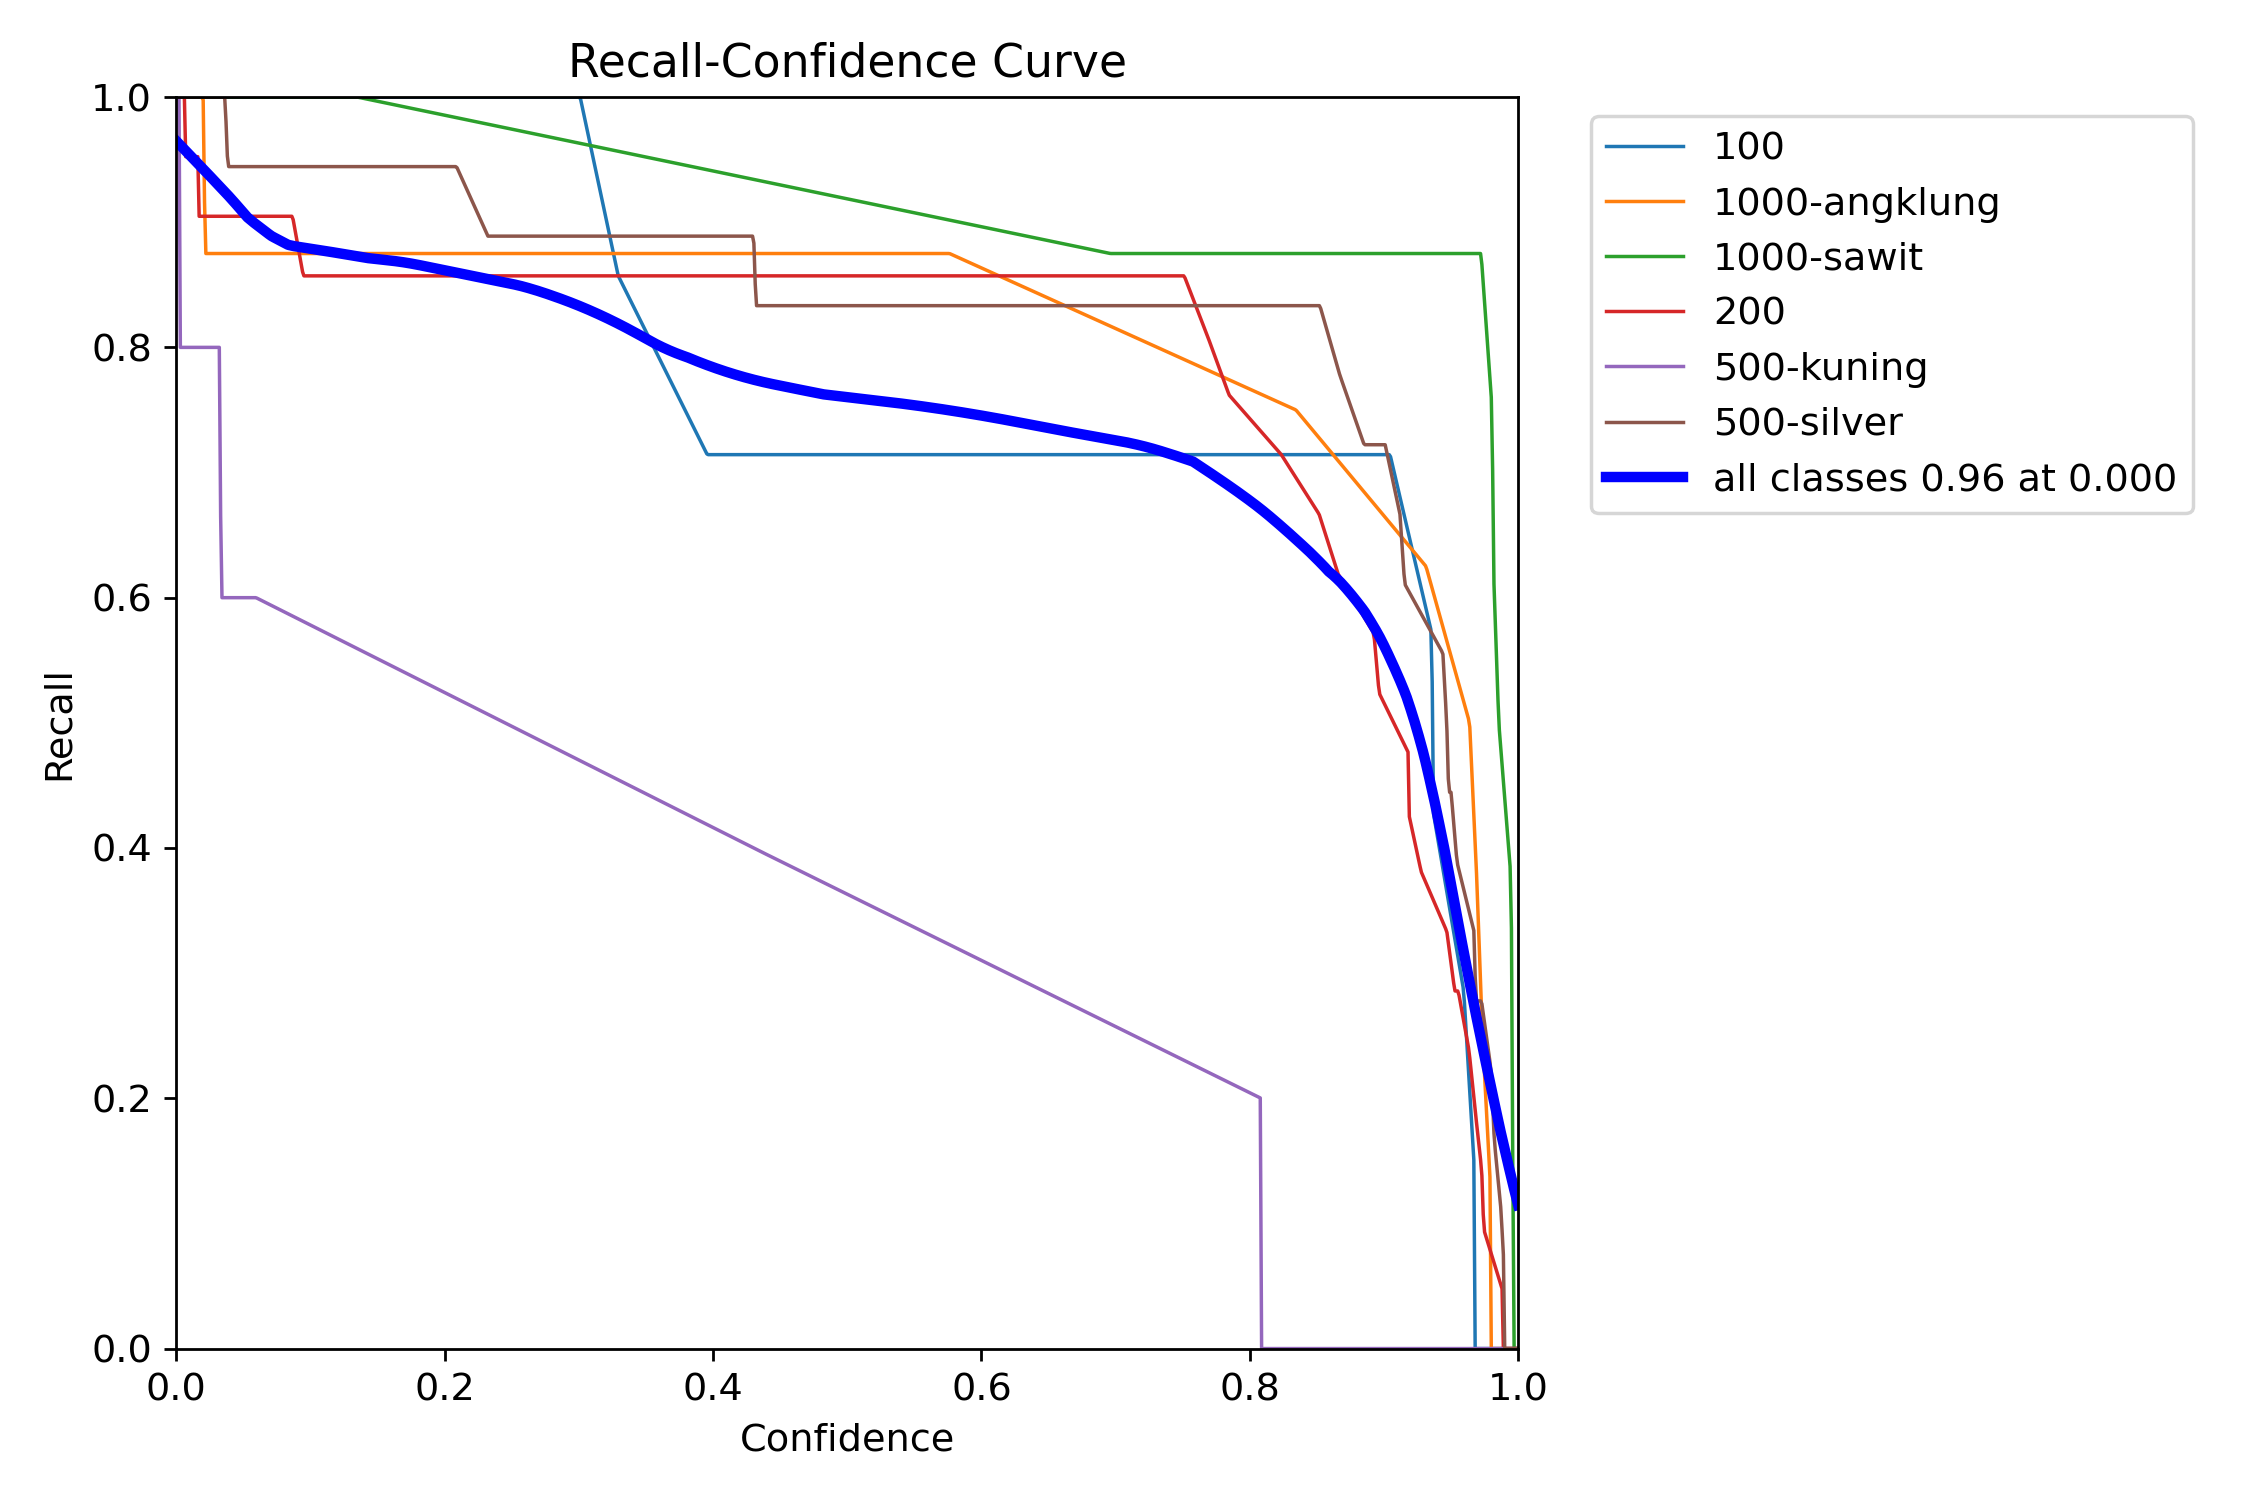 Recall-Confidence Curve
1.0
0.8
0.6
0.4
0.2
0.0
Recall
0.0 0.2 0.4 0.6 0.8 1.0
Confidence
100
1000-angklung
1000-sawit
200
500-kuning
500-silver
all classes 0.96 at 0.000